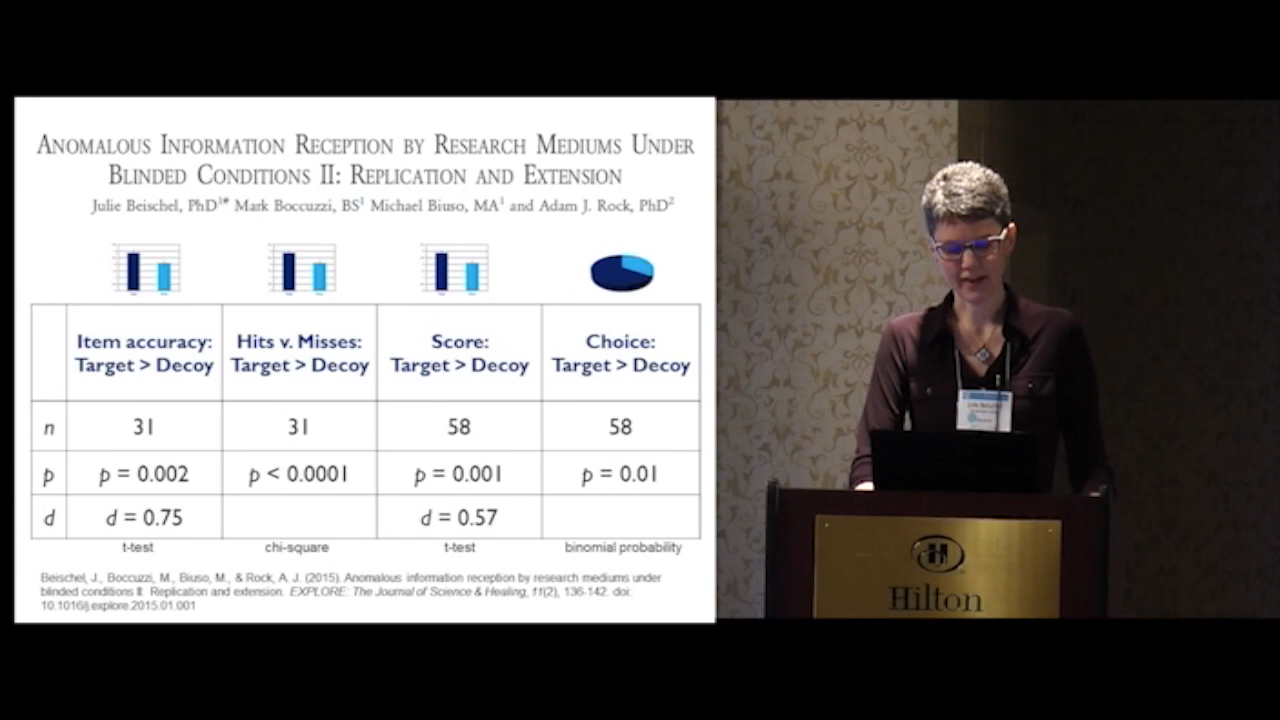 ANOMALOUS INFORMATION RECEPTION BY RESEARCH MEDIUMS UNDER
BLINDED CONDITIONS II: REPLICATION AND EXTENSION
Julie Beischel, PhD1# Mark Boccuzzi, BS1 Michael Biuso, MA1 and Adam J. Rock, PhD2
Item accuracy: Hits v. Misses: Score: Choice:
Target > Decoy Target > Decoy Target > Decoy Target > Decoy
n 31 31 58 58
p p = 0.002 p < 0.0001 p = 0.001 p = 0.01
d d = 0.75 d = 0.57
t-test chi-square t-test binomial probability
Beischel, J., Boccuzzi, M., Biuso, M., & Rock, A. J. (2015). Anomalous information reception by research mediums under
blinded conditions II: Replication and extension. EXPLORE: The Journal of Science & Healing, 11(2), 136-142. doi:
10.1016/j.explore.2015.01.001
H
Hilton